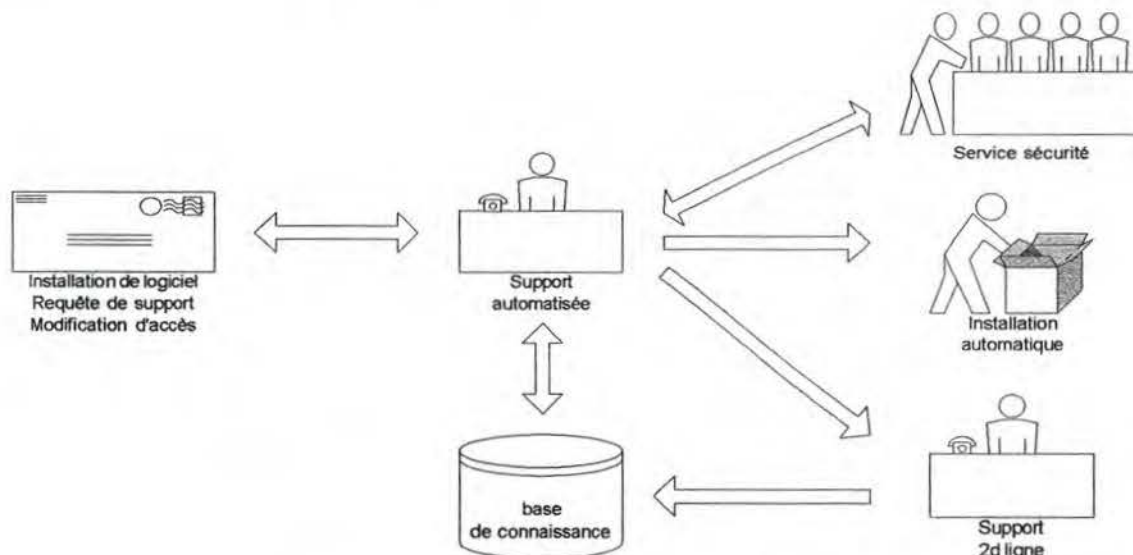 Service sécurité
Installation de logiciel
Requête de support
Modification d'accès
Support
automatisée
Installation
automatique
base
de connaissance
Support
2d ligne